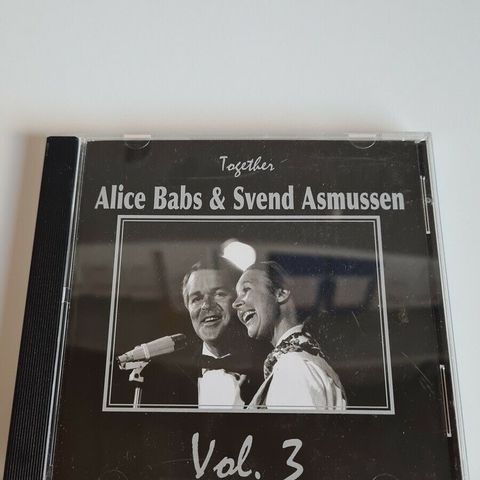 Together
Alice Babs & Svend Asmussen
Vol. 3